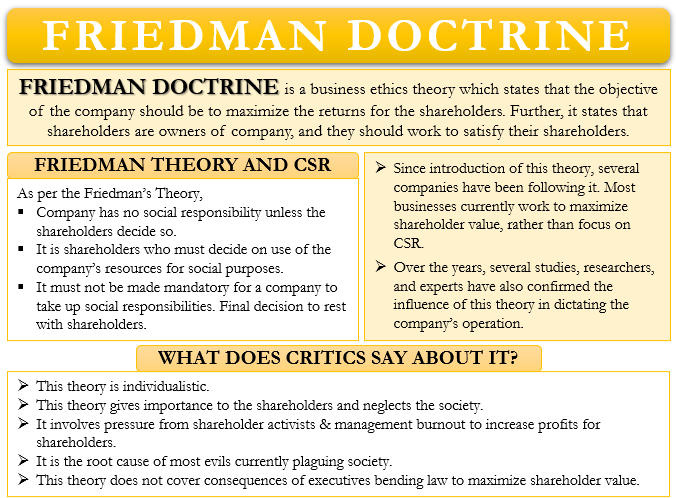 FRIEDMAN DOCTRINE
FRIEDMAN DOCTRINE is a business ethics theory which states that the objective
of the company should be to maximize the returns for the shareholders. Further, it states that
shareholders are owners of company, and they should work to satisfy their shareholders.
FRIEDMAN THEORY AND CSR
As per the Friedman's Theory,
▪ Company has no social responsibility unless the
shareholders decide so.
▪ It is shareholders who must decide on use of the
company's resources for social purposes.
▪ It must not be made mandatory for a company to
take up social responsibilities. Final decision to rest
with shareholders.
➢ Since introduction of this theory, several
companies have been following it. Most
businesses currently work to maximize
shareholder value, rather than focus on
CSR.
➢ Over the years, several studies, researchers,
and experts have also confirmed the
influence of this theory in dictating the
company's operation.
WHAT DOES CRITICS SAY ABOUT IT?
➢ This theory is individualistic.
➢ This theory gives importance to the shareholders and neglects the society.
➢ It involves pressure from shareholder activists & management burnout to increase profits for
shareholders.
➢ It is the root cause of most evils currently plaguing society.
➢ This theory does not cover consequences of executives bending law to maximize shareholder value.